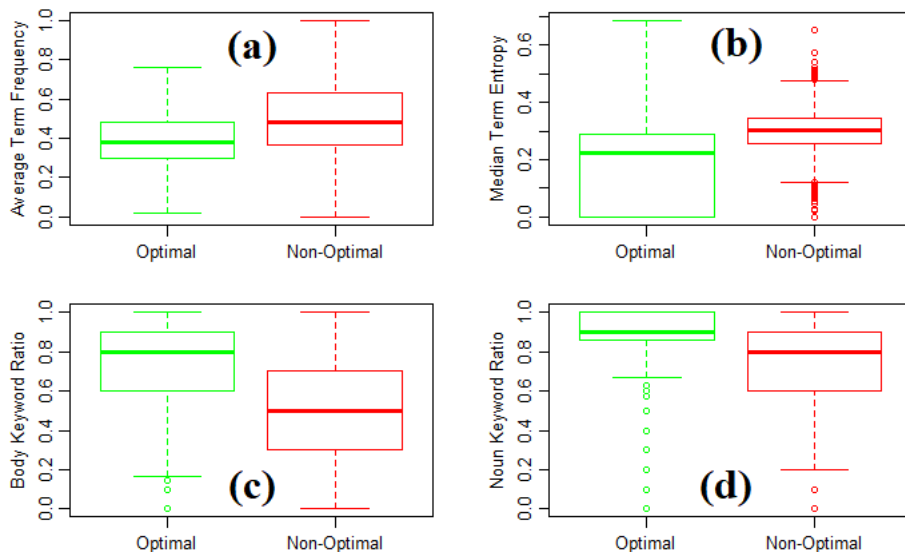 (a)
Average Term Frequency
0.0 0.2 0.4 0.6 0.8 1.0
Optimal Non-Optimal
(b)
Median Term Entropy
0.0 0.2 0.4 0.6
Optimal Non-Optimal
(c)
Body Keyword Ratio
0.0 0.2 0.4 0.6 0.8 1.0
Optimal Non-Optimal
(d)
Noun Keyword Ratio
0.0 0.2 0.4 0.6 0.8 1.0
Optimal Non-Optimal